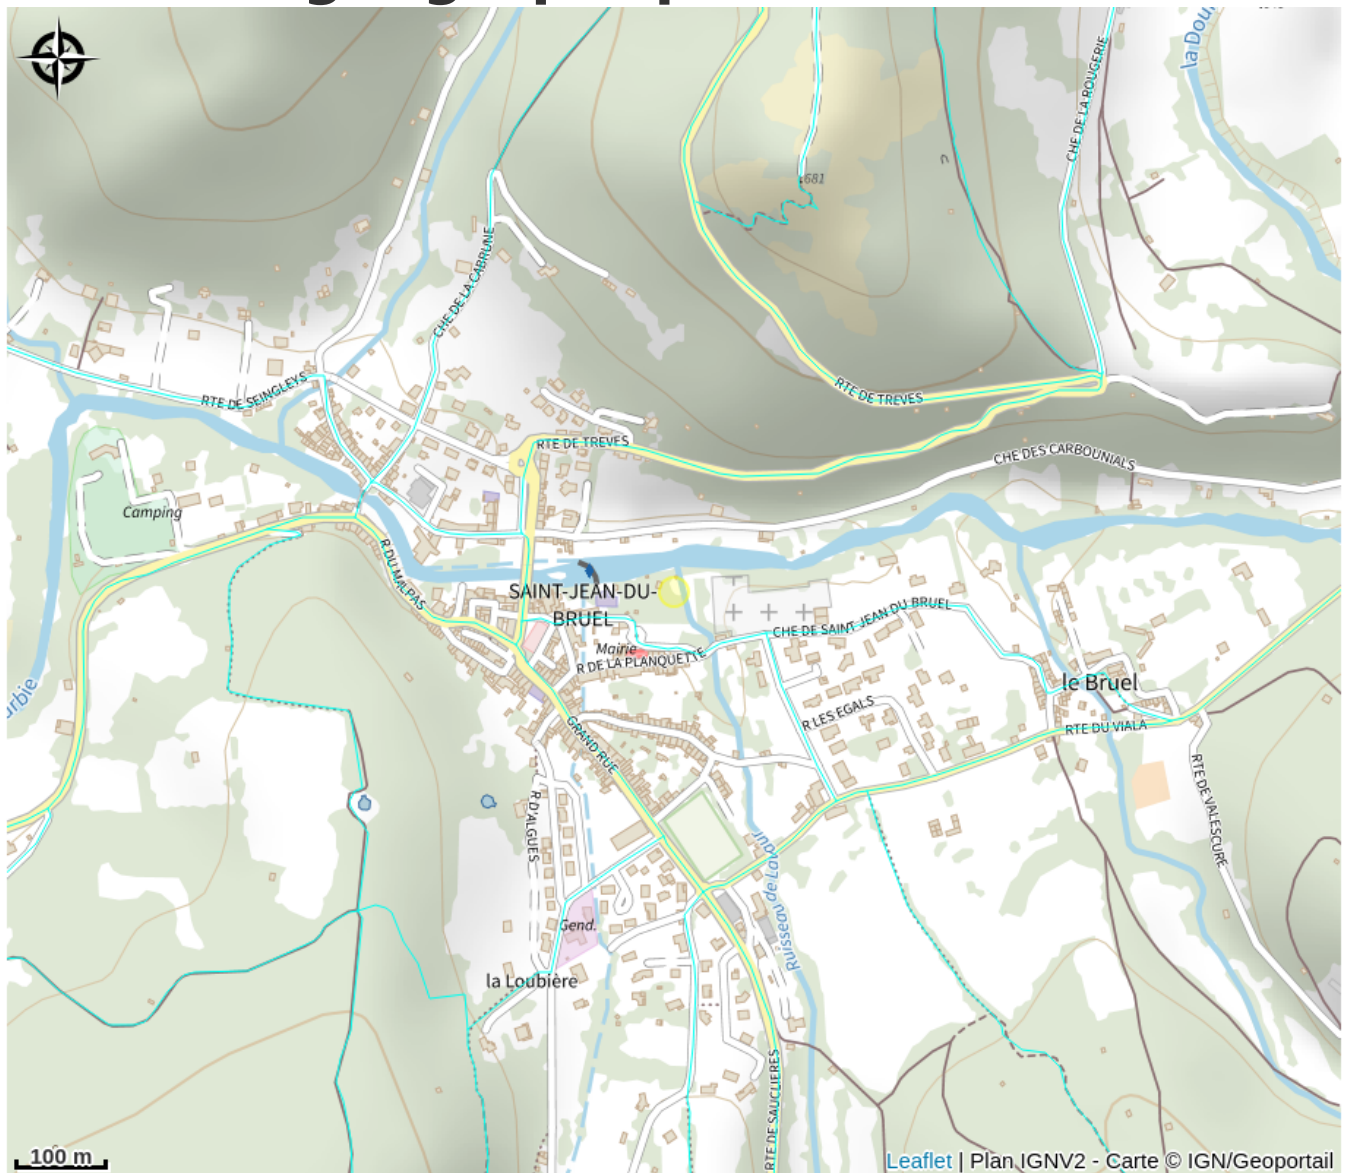 la Dou
CHE DE LA ROUGERIE
681
CHE DE LA CABRUNE
RTE DE SEINGLEYS
RTE DE TREVES
RTE DE TREVES
CHE DES CARBOUNIALS
Camping
R DU MALPAS
SAINT-JEAN-DU-
BRUEL
CHE DE SAINT JEAN DU BRUEL
Mairie
R DE LA PLANQUETTE
le Bruel
urbie
R LES EGALS
RTE DU VIALA
GRAND RUE
RTE DE VALESCURE
R D'ALGUES
Ruisseau de Lavaur
Gend.
la Loubière
RTE DE SAUCLIERES
100 m
Leaflet | Plan IGNV2 - Carte © IGN/Geoportail